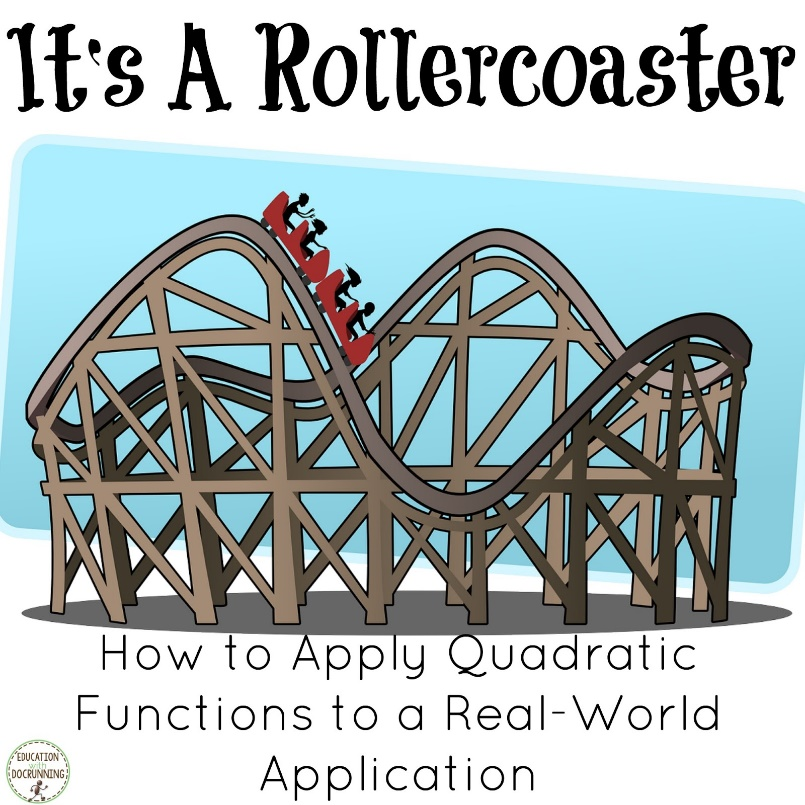 It's A Rollercoaster
How to Apply Quadratic
Functions to a Real-World
Application
EDUCATION
with
DOCRUNNING